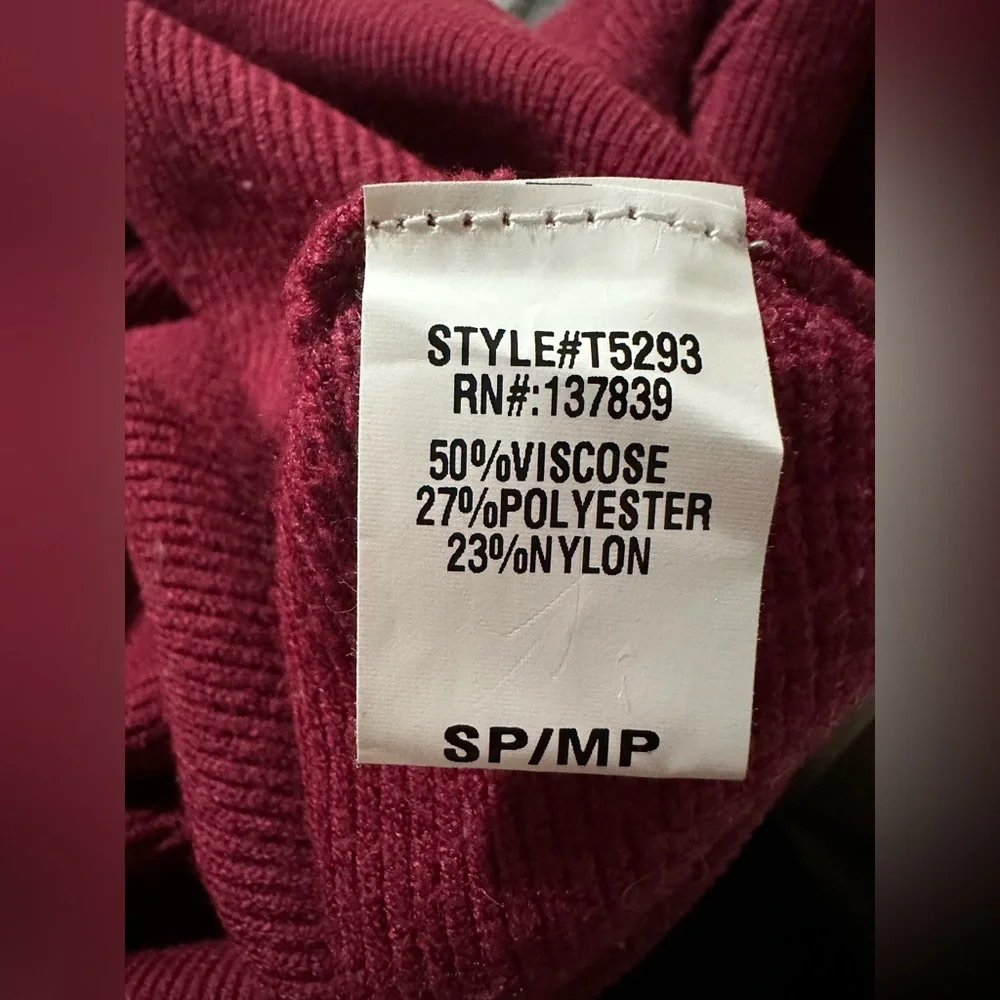 STYLE#T5293
RN#:137839
50%VISCOSE
27%POLYESTER
23%NYLON
SP/MP